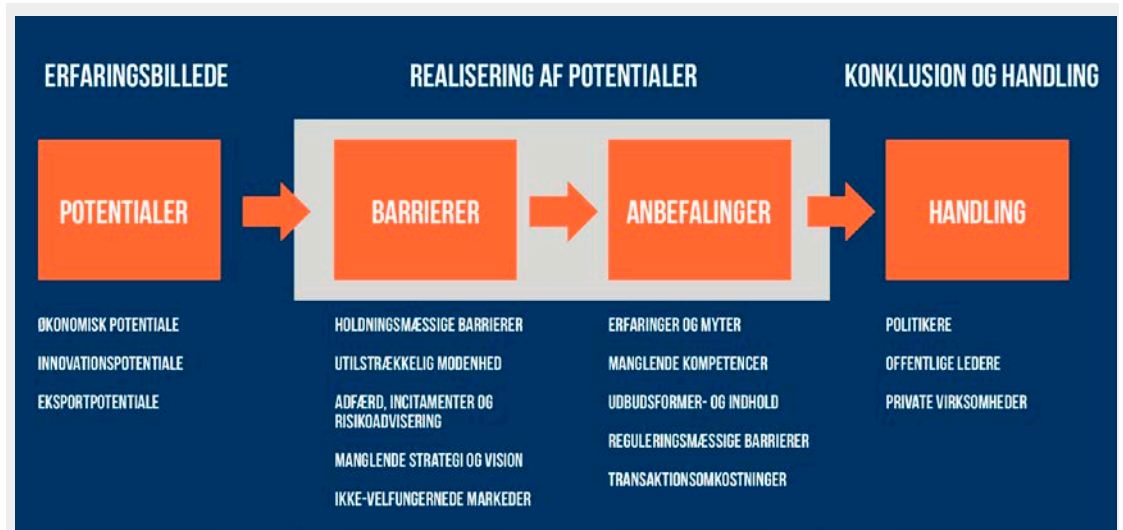 ERFARINGSBILLEDE
REALISERING AF POTENTIALER
KONKLUSION OG HANDLING
POTENTIALER
BARRIERER
ANBEFALINGER
HANDLING
ØKONOMISK POTENTIALE
INNOVATIONSPOTENTIALE
EKSPORTPOTENTIALE
HOLDNINGSMÆSSIGE BARRIERER
UTILSTRÆKKELIG MODENHED
ADFÆRD, INCITAMENTER OG
RISIKOADVISERING
MANGLENDE STRATEGI OG VISION
IKKE-VELFUNGERNEDE MARKEDER
ERFARINGER OG MYTER
MANGLENDE KOMPETENCER
UDBUDSFORMER- OG INDHOLD
REGULERINGSMÆSSIGE BARRIERER
TRANSAKTIONSOMKOSTNINGER
POLITIKERE
OFFENTLIGE LEDERE
PRIVATE VIRKSOMHEDER